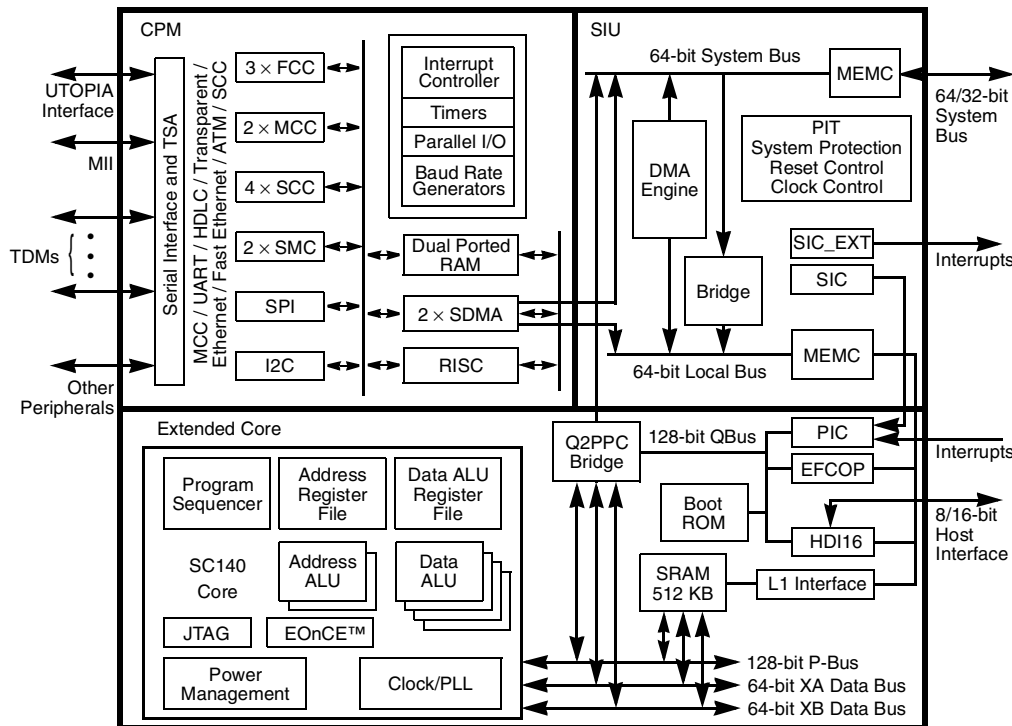 CPM
SIU
UTOPIA
Interface
MII
TDMs
Other
Peripherals
Serial Interface and TSA
MCC / UART / HDLC / Transparent /
Ethernet / Fast Ethernet / ATM / SCC
3 × FCC
2 × MCC
4 × SCC
2 × SMC
SPI
I2C
Interrupt
Controller
Timers
Parallel I/O
Baud Rate
Generators
Dual Ported
RAM
2 × SDMA
RISC
64-bit System Bus
MEMC
64/32-bit
System
Bus
DMA
Engine
PIT
System Protection
Reset Control
Clock Control
SIC_EXT
Interrupts
SIC
Bridge
MEMC
64-bit Local Bus
Extended Core
Program
Sequencer
Address
Register
File
Data ALU
Register
File
SC140
Core
Address
ALU
Data
ALU
JTAG
EOnCE™
Power
Management
Clock/PLL
Q2PPC
Bridge
128-bit QBus
PIC
Interrupts
EFCOP
Boot
ROM
HDI16
8/16-bit
Host
Interface
SRAM
512 KB
L1 Interface
128-bit P-Bus
64-bit XA Data Bus
64-bit XB Data Bus